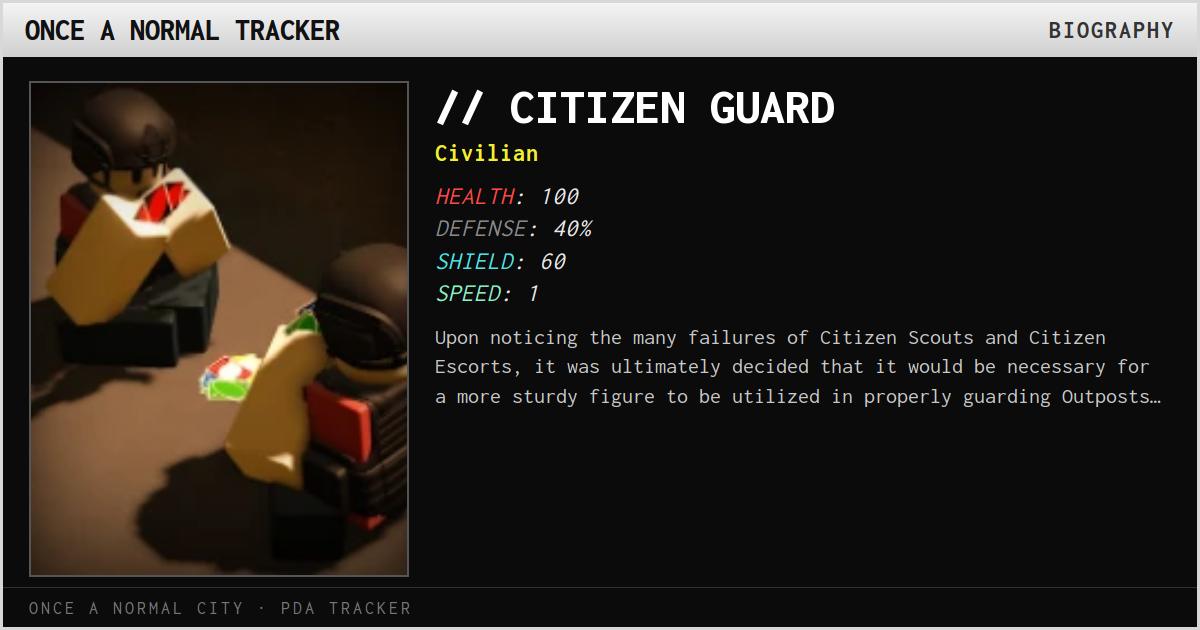 ONCE A NORMAL TRACKER
BIOGRAPHY
// CITIZEN GUARD
Civilian
HEALTH: 100
DEFENSE: 40%
SHIELD: 60
SPEED: 1
Upon noticing the many failures of Citizen Scouts and Citizen
Escorts, it was ultimately decided that it would be necessary for
a more sturdy figure to be utilized in properly guarding Outposts…
ONCE A NORMAL CITY · PDA TRACKER